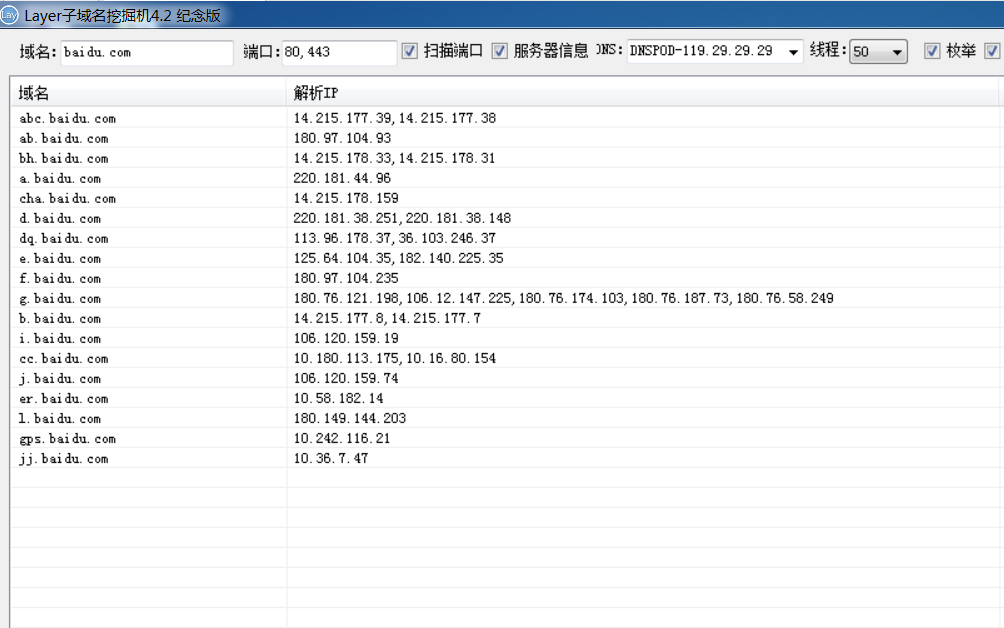 Lay Layer子域名挖掘机4.2 纪念版
域名: baidu.com 端口: 80,443 扫描端口 服务器信息 DNS: DNSPOD-119.29.29.29 线程: 50 枚举
域名 解析IP
abc.baidu.com 14.215.177.39,14.215.177.38
ab.baidu.com 180.97.104.93
bh.baidu.com 14.215.178.33,14.215.178.31
a.baidu.com 220.181.44.96
cha.baidu.com 14.215.178.159
d.baidu.com 220.181.38.251,220.181.38.148
dq.baidu.com 113.96.178.37,36.103.246.37
e.baidu.com 125.64.104.35,182.140.225.35
f.baidu.com 180.97.104.235
g.baidu.com 180.76.121.198,106.12.147.225,180.76.174.103,180.76.187.73,180.76.58.249
b.baidu.com 14.215.177.8,14.215.177.7
i.baidu.com 106.120.159.19
cc.baidu.com 10.180.113.175,10.16.80.154
j.baidu.com 106.120.159.74
er.baidu.com 10.58.182.14
l.baidu.com 180.149.144.203
gps.baidu.com 10.242.116.21
jj.baidu.com 10.36.7.47